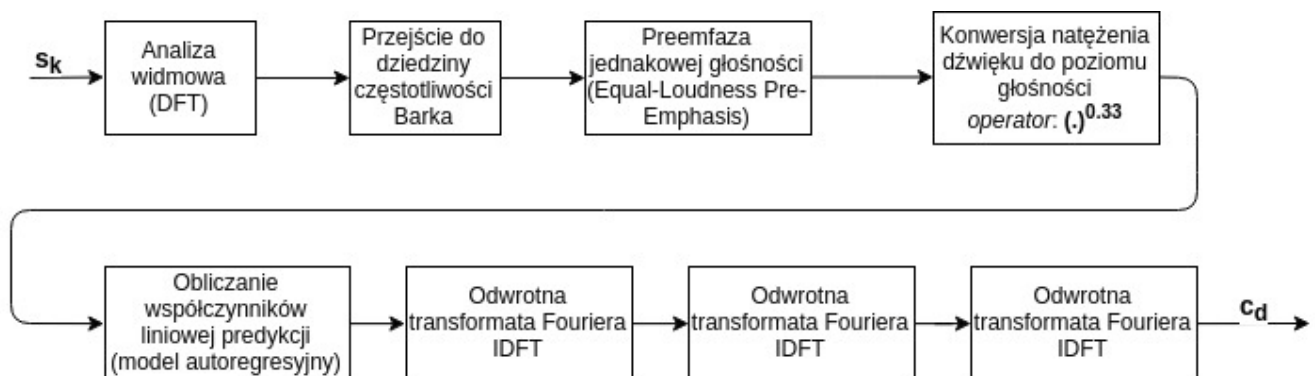 s_k
Analiza
widmowa
(DFT)
Przejście do
dziedziny
częstotliwości
Barka
Preemfaza
jednakowej głośności
(Equal-Loudness Pre-
Emphasis)
Konwersja natężenia
dźwięku do poziomu
głośności
operator: (.)^0.33
Obliczanie
współczynników
liniowej predykcji
(model autoregresyjny)
Odwrotna
transformata Fouriera
IDFT
Odwrotna
transformata Fouriera
IDFT
Odwrotna
transformata Fouriera
IDFT
c_d